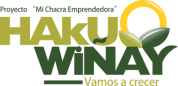 Proyecto "Mi Chacra Emprendedora"
HAKU
WIÑAY
Vamos a crecer